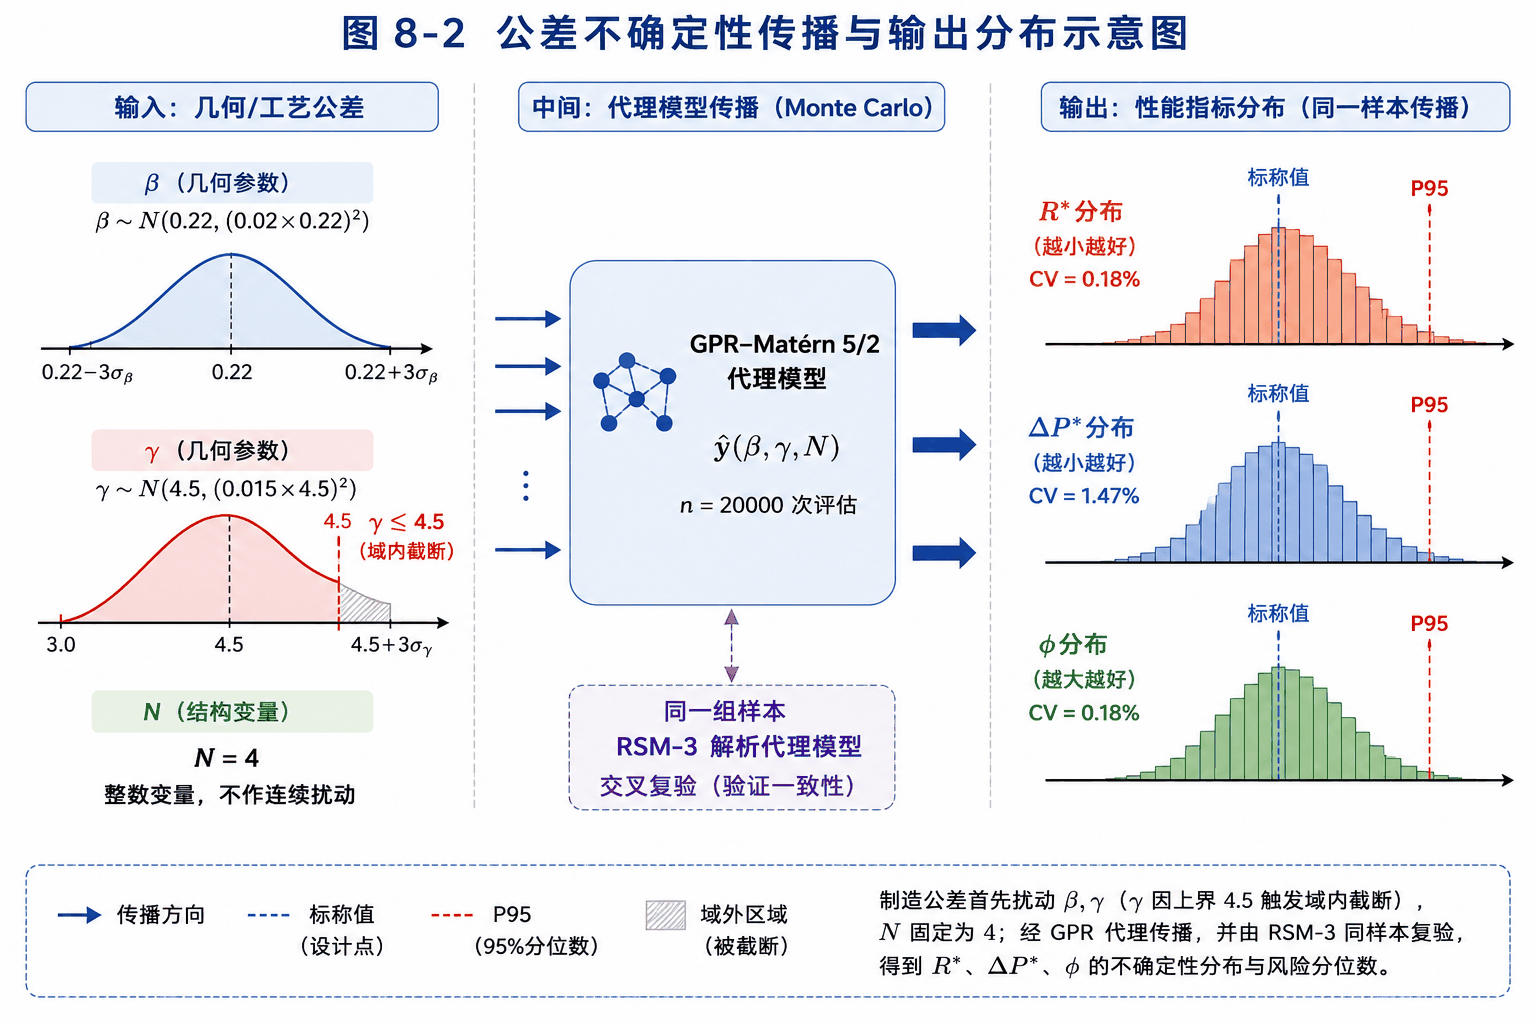 图 8-2 公差不确定性传播与输出分布示意图
输入：几何/工艺公差
β（几何参数）
β ~ N(0.22, (0.02×0.22)²)
0.22−3σᵦ
0.22
0.22+3σᵦ
γ（几何参数）
γ ~ N(4.5, (0.015×4.5)²)
4.5
γ ≤ 4.5
（域内截断）
3.0
4.5
4.5+3σᵧ
N（结构变量）
N = 4
整数变量，不作连续扰动
中间：代理模型传播（Monte Carlo）
GPR–Matérn 5/2
代理模型
ŷ(β, γ, N)
n = 20000 次评估
同一组样本
RSM-3 解析代理模型
交叉复验（验证一致性）
输出：性能指标分布（同一样本传播）
标称值
P95
R*分布
（越小越好）
CV = 0.18%
标称值
P95
ΔP*分布
（越小越好）
CV = 1.47%
标称值
P95
ϕ分布
（越大越好）
CV = 0.18%
传播方向
标称值
（设计点）
P95
（95%分位数）
域外区域
（被截断）
制造公差首先扰动 β, γ（γ 因上界 4.5 触发域内截断），
N 固定为 4；经 GPR 代理传播，并由 RSM-3 同样本复验，
得到 R*、ΔP*、ϕ 的不确定性分布与风险分位数。